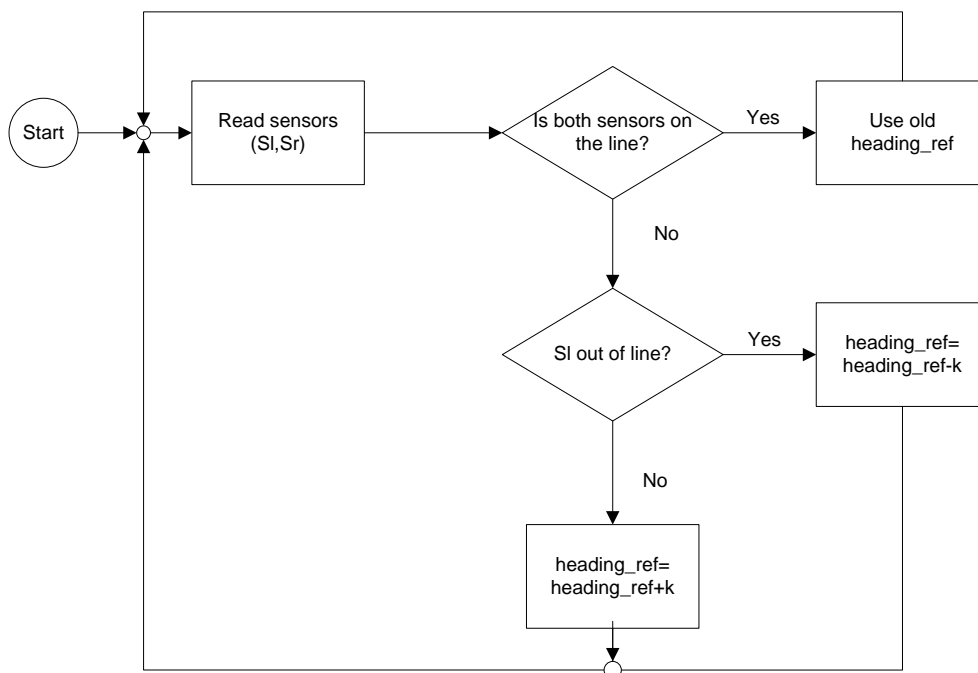 Start
Read sensors
(Sl,Sr)
Is both sensors on
the line?
Yes
Use old
heading_ref
No
Sl out of line?
Yes
heading_ref=
heading_ref-k
No
heading_ref=
heading_ref+k